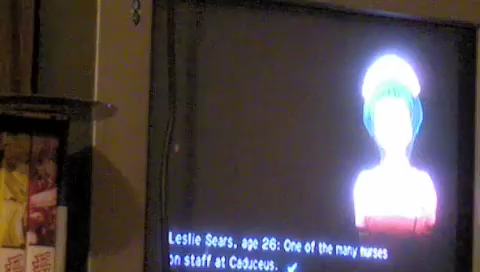 Leslie Sears, age 26: One of the many nurses
on staff at Caduceus.